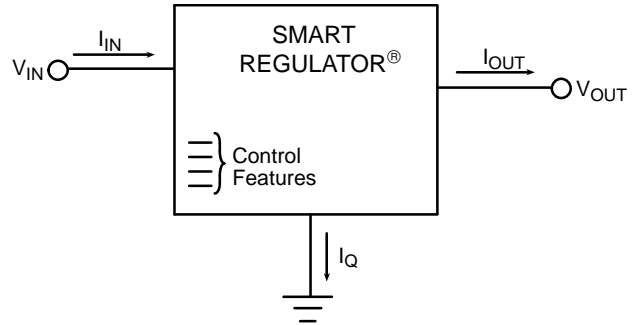 SMART
REGULATOR®
I_IN
V_IN
I_OUT
V_OUT
Control
Features
I_Q